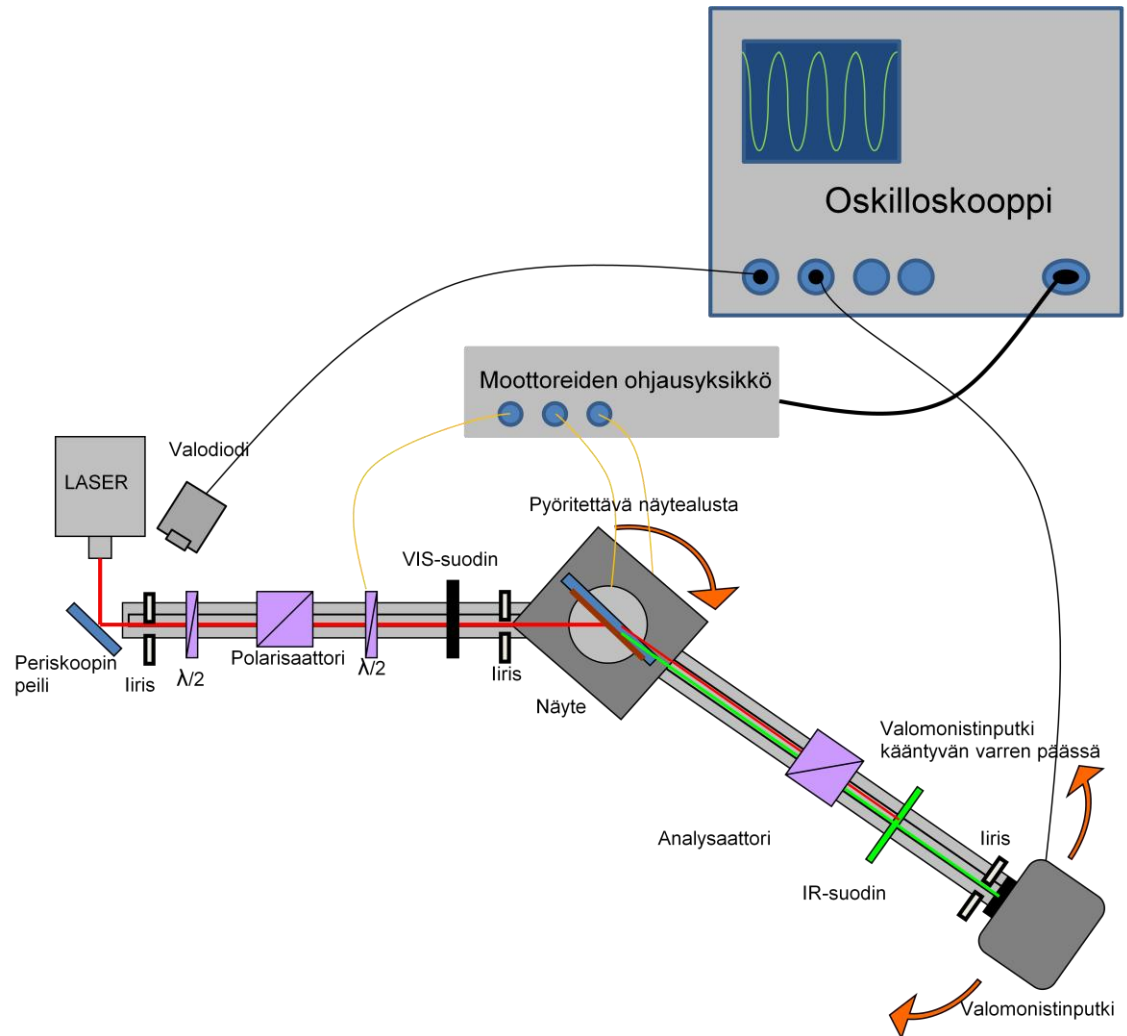 Oskilloskooppi
Moottoreiden ohjausyksikkö
Valodiodi
LASER
Pyöritettävä näytealusta
VIS-suodin
Periskoopin
peili
Iiris
λ/2
Polarisaattori
λ/2
Iiris
Näyte
Valomonistinputki
kääntyvän varren päässä
Analysaattori
Iiris
IR-suodin
Valomonistinputki